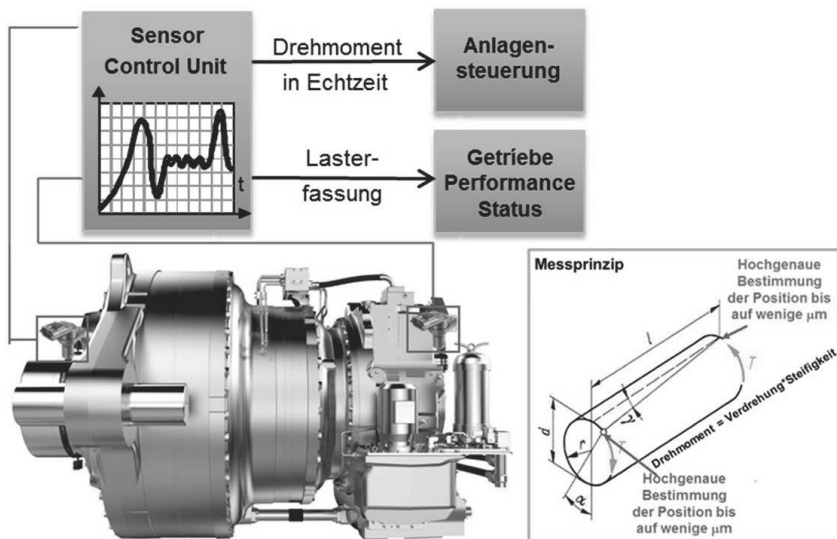 Sensor
Control Unit
t
Drehmoment
in Echtzeit
Anlagen-
steuerung
Laster-
fassung
Getriebe
Performance
Status
Messprinzip
Hochgenaue
Bestimmung
der Position bis
auf wenige µm
l
T
γ
d
r
T
α
Drehmoment = Verdrehung*Steifigkeit
Hochgenaue
Bestimmung
der Position bis
auf wenige µm